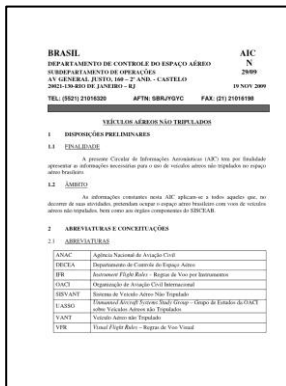 BRASIL AIC
DEPARTAMENTO DE CONTROLE DO ESPAÇO AÉREO N
SUBDEPARTAMENTO DE OPERAÇÕES 29/09
AV GENERAL JUSTO, 160 – 2º AND. - CASTELO
20021-130-RIO DE JANEIRO – RJ 19 NOV 2009
TEL: (5521) 21016320 AFTN: SBRJYGYC FAX: (21) 21016198
VEÍCULOS AÉREOS NÃO TRIPULADOS
1 DISPOSIÇÕES PRELIMINARES
1.1 FINALIDADE
A presente Circular de Informações Aeronáuticas (AIC) tem por finalidade
apresentar as informações necessárias para o uso de veículos aéreos não tripulados no espaço
aéreo brasileiro.
1.2 ÂMBITO
As informações constantes nesta AIC aplicam-se a todos aqueles que, no
decorrer de suas atividades, pretendam ocupar o espaço aéreo brasileiro com voos de veículos
aéreos não tripulados, bem como aos órgãos componentes do SISCEAB.
2 ABREVIATURAS E CONCEITUAÇÕES
2.1 ABREVIATURAS
ANAC Agência Nacional de Aviação Civil
DECEA Departamento de Controle do Espaço Aéreo
IFR Instrument Flight Rules – Regras de Voo por Instrumentos
OACI Organização de Aviação Civil Internacional
SISVANT Sistema de Veículo Aéreo Não Tripulado
UASSG Unmanned Aircraft Systems Study Group – Grupo de Estudos da OACI
sobre Veículos Aéreos não Tripulados
VANT Veículo Aéreo não Tripulado
VFR Visual Flight Rules – Regras de Voo Visual